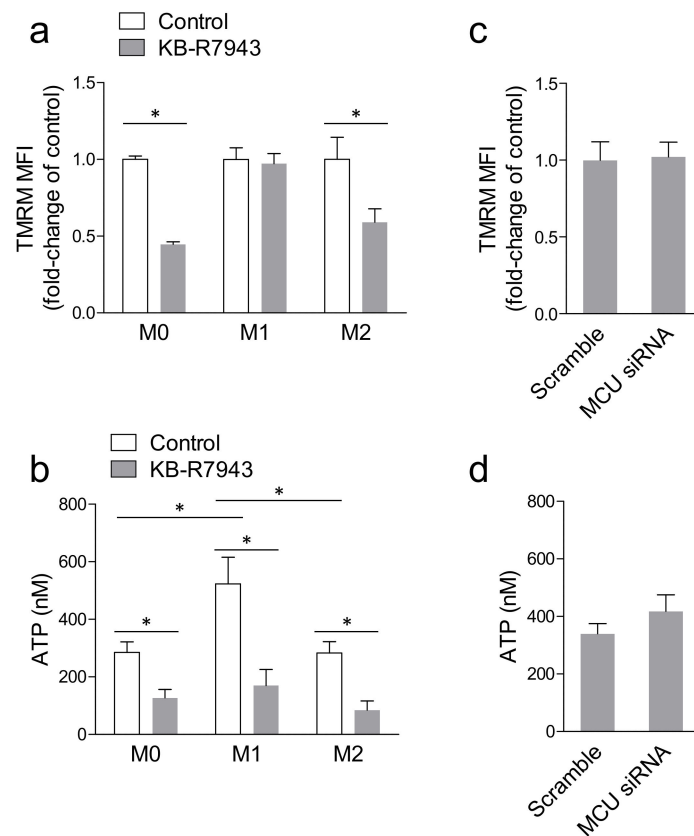 a
Control
KB-R7943
TMRM MFI
(fold-change of control)
1.5
1.0
0.5
0.0
*
*
M0
M1
M2
c
TMRM MFI
(fold-change of control)
1.5
1.0
0.5
0.0
Scramble
MCU siRNA
b
Control
KB-R7943
ATP (nM)
800
600
400
200
0
*
*
*
*
*
M0
M1
M2
d
ATP (nM)
800
600
400
200
0
Scramble
MCU siRNA